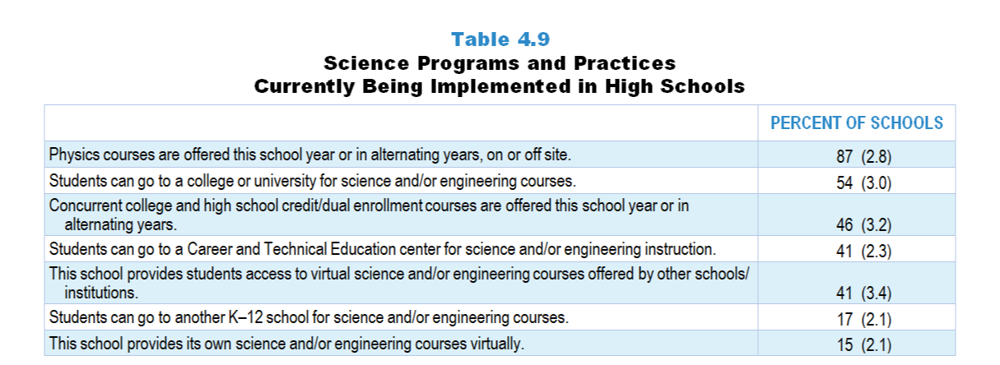 Table 4.9
Science Programs and Practices
Currently Being Implemented in High Schools
PERCENT OF SCHOOLS
Physics courses are offered this school year or in alternating years, on or off site. 87 (2.8)
Students can go to a college or university for science and/or engineering courses. 54 (3.0)
Concurrent college and high school credit/dual enrollment courses are offered this school year or in
alternating years. 46 (3.2)
Students can go to a Career and Technical Education center for science and/or engineering instruction. 41 (2.3)
This school provides students access to virtual science and/or engineering courses offered by other schools/
institutions. 41 (3.4)
Students can go to another K–12 school for science and/or engineering courses. 17 (2.1)
This school provides its own science and/or engineering courses virtually. 15 (2.1)